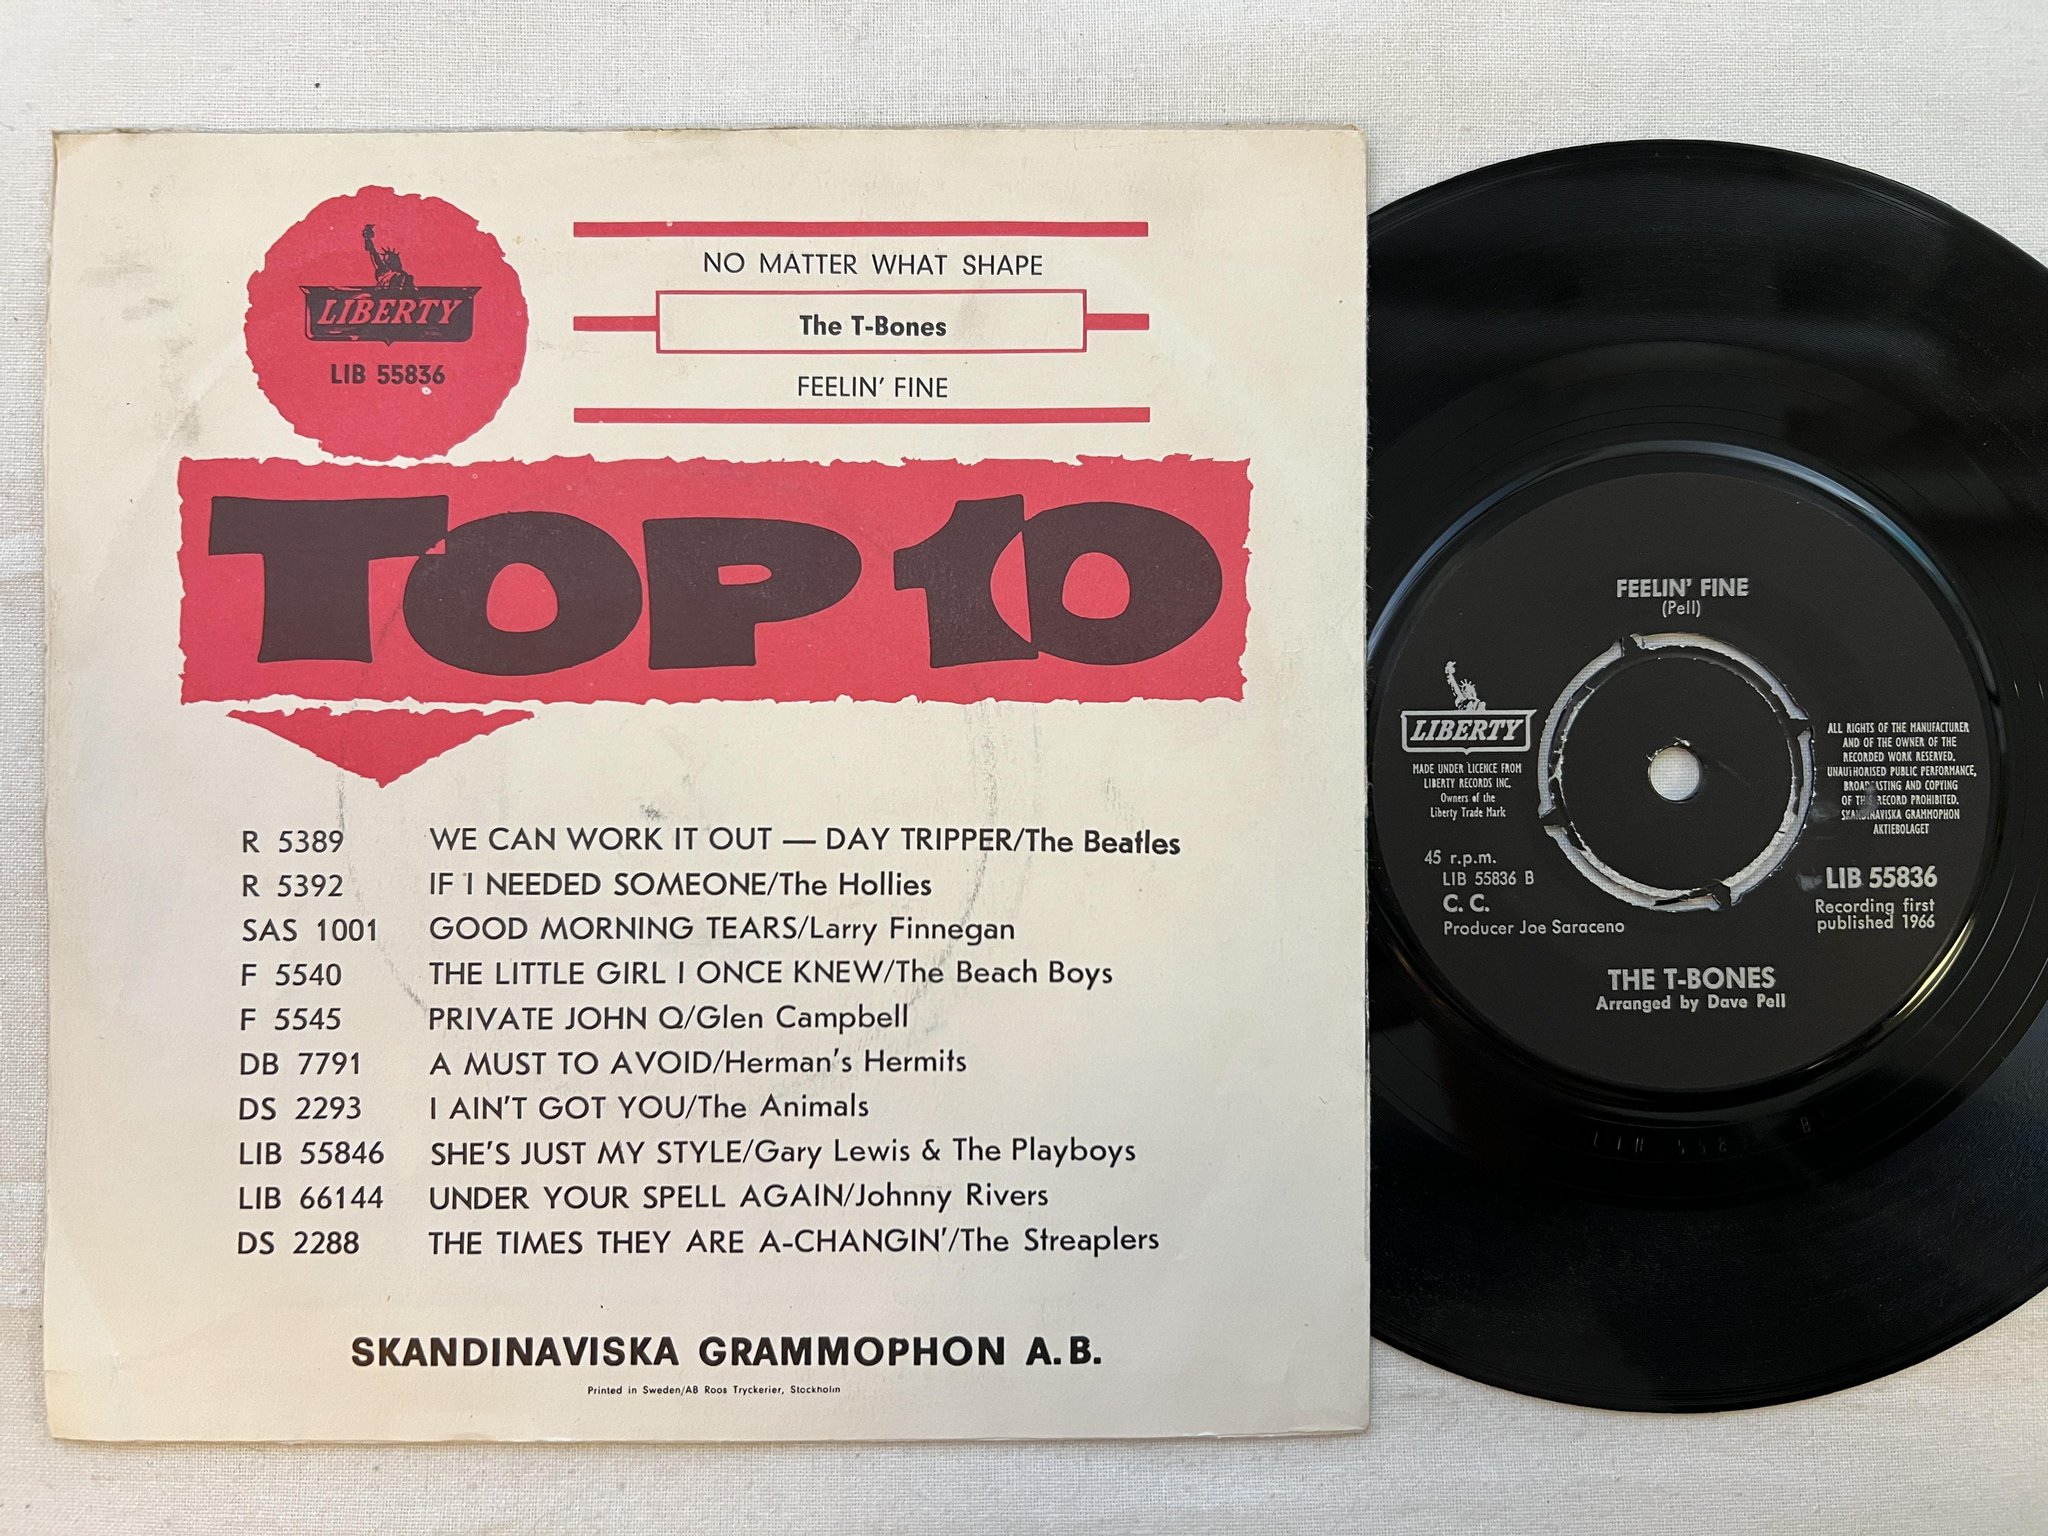 LIBERTY
LIB 55836
NO MATTER WHAT SHAPE
The T-Bones
FEELIN' FINE
TOP 10
R 5389 WE CAN WORK IT OUT — DAY TRIPPER/The Beatles
R 5392 IF I NEEDED SOMEONE/The Hollies
SAS 1001 GOOD MORNING TEARS/Larry Finnegan
F 5540 THE LITTLE GIRL I ONCE KNEW/The Beach Boys
F 5545 PRIVATE JOHN Q/Glen Campbell
DB 7791 A MUST TO AVOID/Herman's Hermits
DS 2293 I AIN'T GOT YOU/The Animals
LIB 55846 SHE'S JUST MY STYLE/Gary Lewis & The Playboys
LIB 66144 UNDER YOUR SPELL AGAIN/Johnny Rivers
DS 2288 THE TIMES THEY ARE A-CHANGIN'/The Streaplers
SKANDINAVISKA GRAMMOPHON A.B.
Printed in Sweden/AB Roos Tryckerier, Stockholm
FEELIN' FINE
(Pell)
LIBERTY
MADE UNDER LICENCE FROM
LIBERTY RECORDS INC.
Owners of the
Liberty Trade Mark
ALL RIGHTS OF THE MANUFACTURER
AND OF THE OWNER OF THE
RECORDED WORK RESERVED.
UNAUTHORISED PUBLIC PERFORMANCE,
BROADCASTING AND COPYING
OF THIS RECORD PROHIBITED.
SKANDINAVISKA GRAMMOPHON
AKTIEBOLAGET
45 r.p.m.
LIB 55836 B
C. C.
Producer Joe Saraceno
LIB 55836
Recording first
published 1966
THE T-BONES
Arranged by Dave Pell